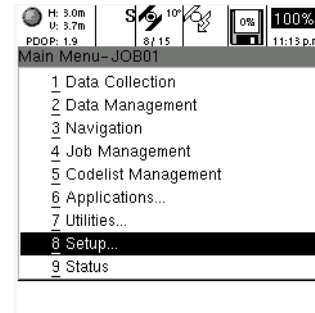 H: 3.0m S 10° 0% 100%
V: 3.7m
PDOP: 1.9 8/ 15 11:13 p.m
Main Menu-JOB01
1 Data Collection
2 Data Management
3 Navigation
4 Job Management
5 Codelist Management
6 Applications...
7 Utilities...
8 Setup...
9 Status